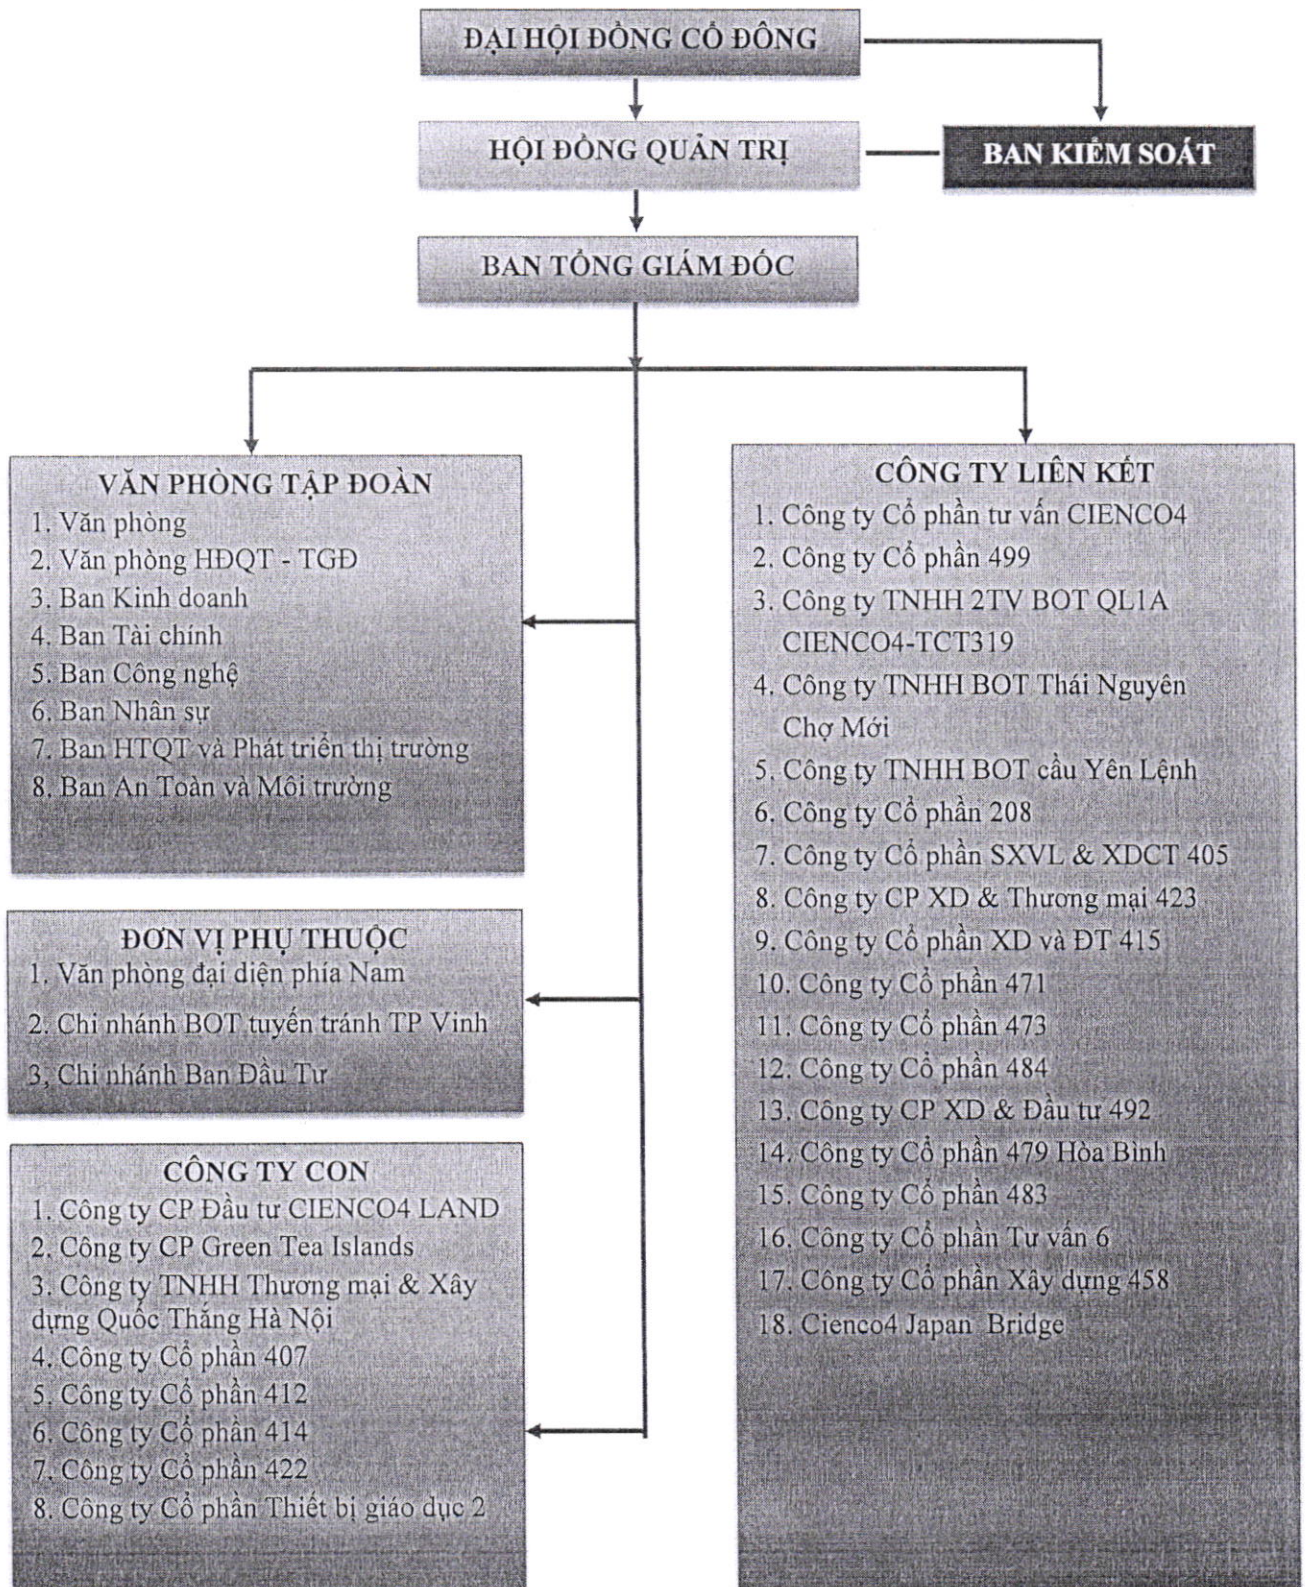 ĐẠI HỘI ĐỒNG CỔ ĐÔNG
HỘI ĐỒNG QUẢN TRỊ
BAN KIỂM SOÁT
BAN TỔNG GIÁM ĐỐC
VĂN PHÒNG TẬP ĐOÀN
1. Văn phòng
2. Văn phòng HĐQT - TGĐ
3. Ban Kinh doanh
4. Ban Tài chính
5. Ban Công nghệ
6. Ban Nhân sự
7. Ban HTQT và Phát triển thị trường
8. Ban An Toàn và Môi trường
ĐƠN VỊ PHỤ THUỘC
1. Văn phòng đại diện phía Nam
2. Chi nhánh BOT tuyến tránh TP Vinh
3, Chi nhánh Ban Đầu Tư
CÔNG TY CON
1. Công ty CP Đầu tư CIENCO4 LAND
2. Công ty CP Green Tea Islands
3. Công ty TNHH Thương mại & Xây
dựng Quốc Thắng Hà Nội
4. Công ty Cổ phần 407
5. Công ty Cổ phần 412
6. Công ty Cổ phần 414
7. Công ty Cổ phần 422
8. Công ty Cổ phần Thiết bị giáo dục 2
CÔNG TY LIÊN KẾT
1. Công ty Cổ phần tư vấn CIENCO4
2. Công ty Cổ phần 499
3. Công ty TNHH 2TV BOT QL1A
CIENCO4-TCT319
4. Công ty TNHH BOT Thái Nguyên
Chợ Mới
5. Công ty TNHH BOT cầu Yên Lệnh
6. Công ty Cổ phần 208
7. Công ty Cổ phần SXVL & XDCT 405
8. Công ty CP XD & Thương mại 423
9. Công ty Cổ phần XD và ĐT 415
10. Công ty Cổ phần 471
11. Công ty Cổ phần 473
12. Công ty Cổ phần 484
13. Công ty CP XD & Đầu tư 492
14. Công ty Cổ phần 479 Hòa Bình
15. Công ty Cổ phần 483
16. Công ty Cổ phần Tư vấn 6
17. Công ty Cổ phần Xây dựng 458
18. Cienco4 Japan Bridge